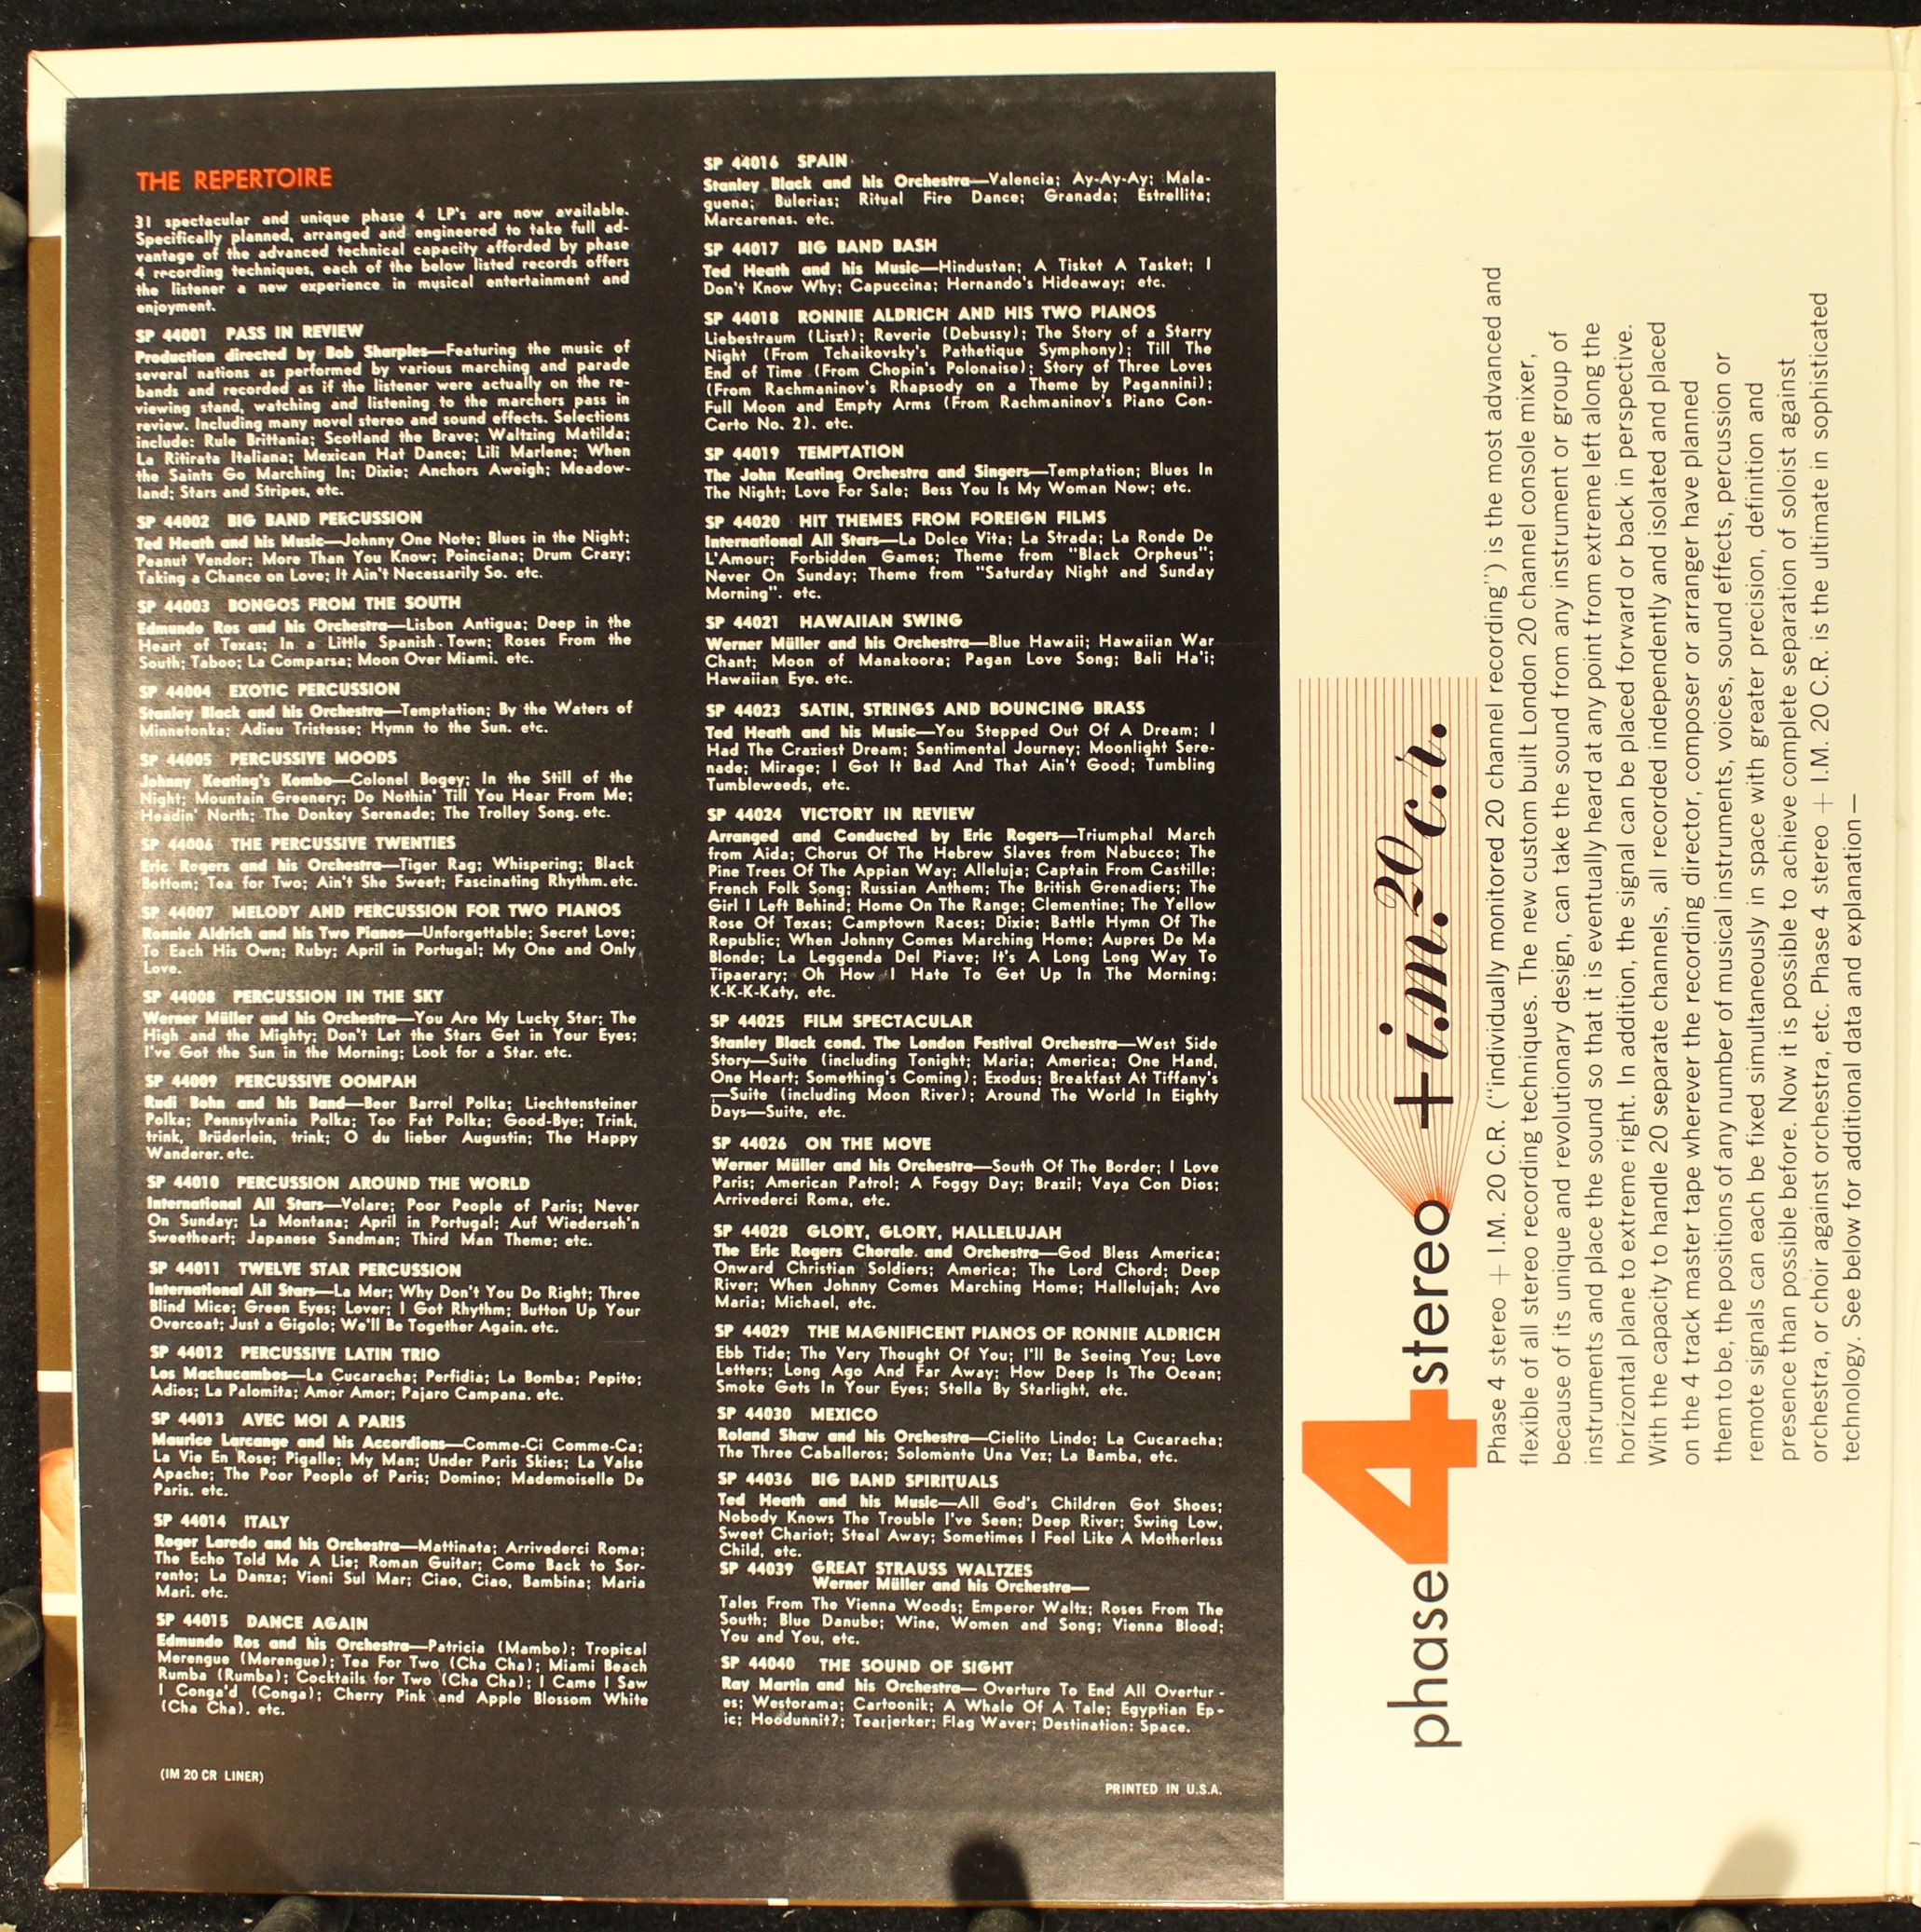 THE REPERTOIRE
31 spectacular and unique phase 4 LP's are now available.
Specifically planned, arranged and engineered to take full ad-
vantage of the advanced technical capacity afforded by phase
4 recording techniques, each of the below listed records offers
the listener a new experience in musical entertainment and
enjoyment.
SP 44001 PASS IN REVIEW
Production directed by Bob Sharples—Featuring the music of
several nations as performed by various marching and parade
bands and recorded as if the listener were actually on the re-
viewing stand, watching and listening to the marchers pass in
review. Including many novel stereo and sound effects. Selections
include: Rule Brittania; Scotland the Brave; Waltzing Matilda;
La Ritirata Italiana; Mexican Hat Dance; Lili Marlene; When
the Saints Go Marching In; Dixie; Anchors Aweigh; Meadow-
land; Stars and Stripes, etc.
SP 44002 BIG BAND PERCUSSION
Ted Heath and his Music—Johnny One Note; Blues in the Night;
Peanut Vendor; More Than You Know; Poinciana; Drum Crazy;
Taking a Chance on Love; It Ain't Necessarily So. etc.
SP 44003 BONGOS FROM THE SOUTH
Edmundo Ros and his Orchestra—Lisbon Antigua; Deep in the
Heart of Texas; In a Little Spanish Town; Roses From the
South; Taboo; La Comparsa; Moon Over Miami. etc.
SP 44004 EXOTIC PERCUSSION
Stanley Black and his Orchestra—Temptation; By the Waters of
Minnetonka; Adieu Tristesse; Hymn to the Sun. etc.
SP 44005 PERCUSSIVE MOODS
Johnny Keating's Kombo—Colonel Bogey; In the Still of the
Night; Mountain Greenery; Do Nothin' Till You Hear From Me;
Headin' North; The Donkey Serenade; The Trolley Song. etc.
SP 44006 THE PERCUSSIVE TWENTIES
Eric Rogers and his Orchestra—Tiger Rag; Whispering; Black
Bottom; Tea for Two; Ain't She Sweet; Fascinating Rhythm. etc.
SP 44007 MELODY AND PERCUSSION FOR TWO PIANOS
Ronnie Aldrich and his Two Pianos—Unforgettable; Secret Love;
To Each His Own; Ruby; April in Portugal; My One and Only
Love.
SP 44008 PERCUSSION IN THE SKY
Werner Müller and his Orchestra—You Are My Lucky Star; The
High and the Mighty; Don't Let the Stars Get in Your Eyes;
I've Got the Sun in the Morning; Look for a Star. etc.
SP 44009 PERCUSSIVE OOMPAH
Rudi Bohn and his Band—Beer Barrel Polka; Liechtensteiner
Polka; Pennsylvania Polka; Too Fat Polka; Good-Bye; Trink,
trink, Brüderlein, trink; O du lieber Augustin; The Happy
Wanderer. etc.
SP 44010 PERCUSSION AROUND THE WORLD
International All Stars—Volare; Poor People of Paris; Never
On Sunday; La Montana; April in Portugal; Auf Wiederseh'n
Sweetheart; Japanese Sandman; Third Man Theme; etc.
SP 44011 TWELVE STAR PERCUSSION
International All Stars—La Mer; Why Don't You Do Right; Three
Blind Mice; Green Eyes; Lover; I Got Rhythm; Button Up Your
Overcoat; Just a Gigolo; We'll Be Together Again. etc.
SP 44012 PERCUSSIVE LATIN TRIO
Los Machucambos—La Cucaracha; Perfidia; La Bomba; Pepito;
Adios; La Palomita; Amor Amor; Pajaro Campana. etc.
SP 44013 AVEC MOI A PARIS
Maurice Larcange and his Accordions—Comme-Ci Comme-Ca;
La Vie En Rose; Pigalle; My Man; Under Paris Skies; La Valse
Apache; The Poor People of Paris; Domino; Mademoiselle De
Paris. etc.
SP 44014 ITALY
Roger Laredo and his Orchestra—Mattinata; Arrivederci Roma;
The Echo Told Me A Lie; Roman Guitar; Come Back to Sor-
rento; La Danza; Vieni Sul Mar; Ciao, Ciao, Bambina; Maria
Mari. etc.
SP 44015 DANCE AGAIN
Edmundo Ros and his Orchestra—Patricia (Mambo); Tropical
Merengue (Merengue); Tea For Two (Cha Cha); Miami Beach
Rumba (Rumba); Cocktails for Two (Cha Cha); I Came I Saw
I Conga'd (Conga); Cherry Pink and Apple Blossom White
(Cha Cha). etc.
(IM 20 CR LINER)
SP 44016 SPAIN
Stanley Black and his Orchestra—Valencia; Ay-Ay-Ay; Mala-
guena; Bulerias; Ritual Fire Dance; Granada; Estrellita;
Marcarenas. etc.
SP 44017 BIG BAND BASH
Ted Heath and his Music—Hindustan; A Tisket A Tasket; I
Don't Know Why; Capuccina; Hernando's Hideaway; etc.
SP 44018 RONNIE ALDRICH AND HIS TWO PIANOS
Liebestraum (Liszt); Reverie (Debussy); The Story of a Starry
Night (From Tchaikovsky's Pathetique Symphony); Till The
End of Time (From Chopin's Polonaise); Story of Three Loves
(From Rachmaninov's Rhapsody on a Theme by Pagannini);
Full Moon and Empty Arms (From Rachmaninov's Piano Con-
Certo No. 2). etc.
SP 44019 TEMPTATION
The John Keating Orchestra and Singers—Temptation; Blues In
The Night; Love For Sale; Bess You Is My Woman Now; etc.
SP 44020 HIT THEMES FROM FOREIGN FILMS
International All Stars—La Dolce Vita; La Strada; La Ronde De
L'Amour; Forbidden Games; Theme from "Black Orpheus";
Never On Sunday; Theme from "Saturday Night and Sunday
Morning". etc.
SP 44021 HAWAIIAN SWING
Werner Müller and his Orchestra—Blue Hawaii; Hawaiian War
Chant; Moon of Manakoora; Pagan Love Song; Bali Ha'i;
Hawaiian Eye. etc.
SP 44023 SATIN, STRINGS AND BOUNCING BRASS
Ted Heath and his Music—You Stepped Out Of A Dream; I
Had The Craziest Dream; Sentimental Journey; Moonlight Sere-
nade; Mirage; I Got It Bad And That Ain't Good; Tumbling
Tumbleweeds, etc.
SP 44024 VICTORY IN REVIEW
Arranged and Conducted by Eric Rogers—Triumphal March
from Aida; Chorus Of The Hebrew Slaves from Nabucco; The
Pine Trees Of The Appian Way; Alleluja; Captain From Castille;
French Folk Song; Russian Anthem; The British Grenadiers; The
Girl I Left Behind; Home On The Range; Clementine; The Yellow
Rose Of Texas; Camptown Races; Dixie; Battle Hymn Of The
Republic; When Johnny Comes Marching Home; Aupres De Ma
Blonde; La Leggenda Del Piave; It's A Long Long Way To
Tipaerary; Oh How I Hate To Get Up In The Morning;
K-K-K-Katy, etc.
SP 44025 FILM SPECTACULAR
Stanley Black cond. The London Festival Orchestra—West Side
Story—Suite (including Tonight; Maria; America; One Hand,
One Heart; Something's Coming); Exodus; Breakfast At Tiffany's
—Suite (including Moon River); Around The World In Eighty
Days—Suite, etc.
SP 44026 ON THE MOVE
Werner Müller and his Orchestra—South Of The Border; I Love
Paris; American Patrol; A Foggy Day; Brazil; Vaya Con Dios;
Arrivederci Roma, etc.
SP 44028 GLORY, GLORY, HALLELUJAH
The Eric Rogers Chorale. and Orchestra—God Bless America;
Onward Christian Soldiers; America; The Lord Chord; Deep
River; When Johnny Comes Marching Home; Hallelujah; Ave
Maria; Michael, etc.
SP 44029 THE MAGNIFICENT PIANOS OF RONNIE ALDRICH
Ebb Tide; The Very Thought Of You; I'll Be Seeing You; Love
Letters; Long Ago And Far Away; How Deep Is The Ocean;
Smoke Gets In Your Eyes; Stella By Starlight, etc.
SP 44030 MEXICO
Roland Shaw and his Orchestra—Cielito Lindo; La Cucaracha;
The Three Caballeros; Solomente Una Vez; La Bamba, etc.
SP 44036 BIG BAND SPIRITUALS
Ted Heath and his Music—All God's Children Got Shoes;
Nobody Knows The Trouble I've Seen; Deep River; Swing Low,
Sweet Chariot; Steal Away; Sometimes I Feel Like A Motherless
Child, etc.
SP 44039 GREAT STRAUSS WALTZES
Werner Müller and his Orchestra—
Tales From The Vienna Woods; Emperor Waltz; Roses From The
South; Blue Danube; Wine, Women and Song; Vienna Blood;
You and You, etc.
SP 44040 THE SOUND OF SIGHT
Ray Martin and his Orchestra— Overture To End All Overtur-
es; Westorama; Cartoonik; A Whale Of A Tale; Egyptian Ep-
ic; Hoodunnit?; Tearjerker; Flag Waver; Destination: Space.
PRINTED IN U.S.A.
phase 4 stereo + i.m. 20 c.r.
Phase 4 stereo + I.M. 20 C.R. ("individually monitored 20 channel recording") is the most advanced and
flexible of all stereo recording techniques. The new custom built London 20 channel console mixer,
because of its unique and revolutionary design, can take the sound from any instrument or group of
instruments and place the sound so that it is eventually heard at any point from extreme left along the
horizontal plane to extreme right. In addition, the signal can be placed forward or back in perspective.
With the capacity to handle 20 separate channels, all recorded independently and isolated and placed
on the 4 track master tape wherever the recording director, composer or arranger have planned
them to be, the positions of any number of musical instruments, voices, sound effects, percussion or
remote signals can each be fixed simultaneously in space with greater precision, definition and
presence than possible before. Now it is possible to achieve complete separation of soloist against
orchestra, or choir against orchestra, etc. Phase 4 stereo + I.M. 20 C.R. is the ultimate in sophisticated
technology. See below for additional data and explanation—